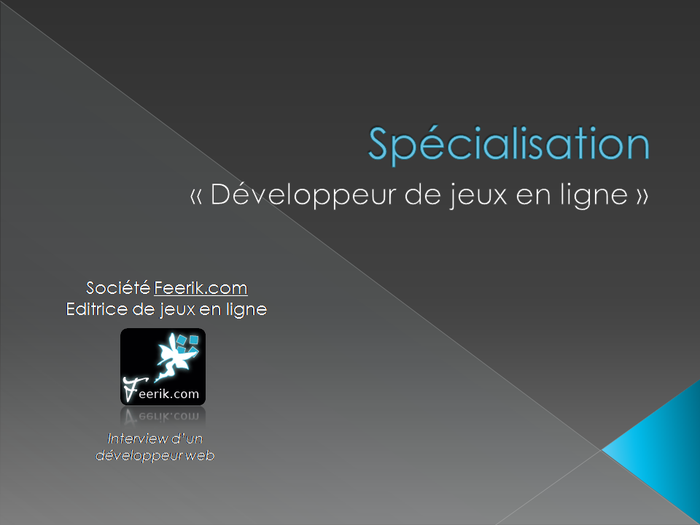 Spécialisation
« Développeur de jeux en ligne »
Société Feerik.com
Editrice de jeux en ligne
Feerik.com
Interview d'un
développeur web